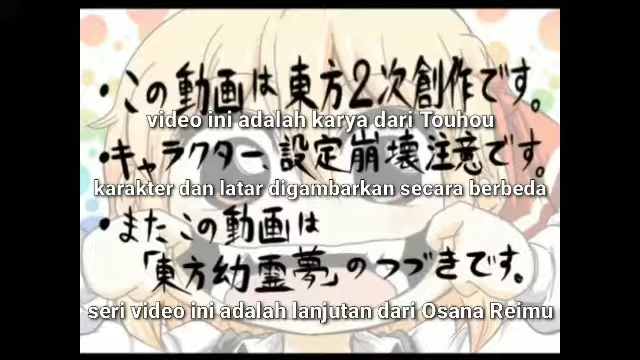 ・この動画は東方2次創作です。
video ini adalah karya dari Touhou
・キャラクター、設定崩壊注意です。
karakter dan latar digambarkan secara berbeda
・またこの動画は
「東方幼霊夢」のつづきです。
seri video ini adalah lanjutan dari Osana Reimu